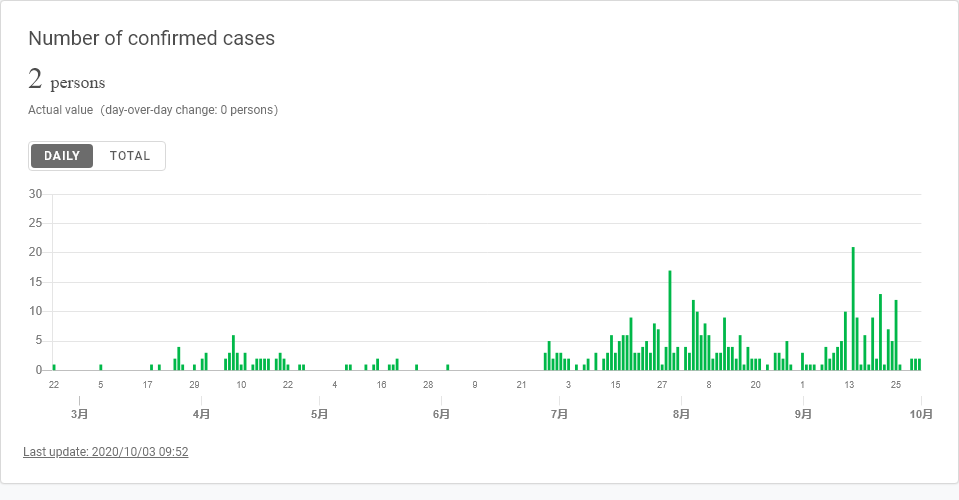 Number of confirmed cases
2 persons
Actual value (day-over-day change: 0 persons)
DAILY TOTAL
30
25
20
15
10
5
0
22 5 17 29 10 22 4 16 28 9 21 3 15 27 8 20 1 13 25
3月 4月 5月 6月 7月 8月 9月 10月
Last update: 2020/10/03 09:52